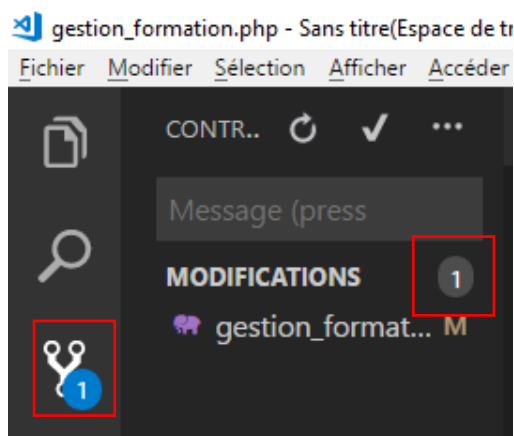 gestion_formation.php - Sans titre(Espace de tr
Fichier Modifier Sélection Afficher Accéder
CONTR..
Message (press
MODIFICATIONS 1
gestion_format... M
1